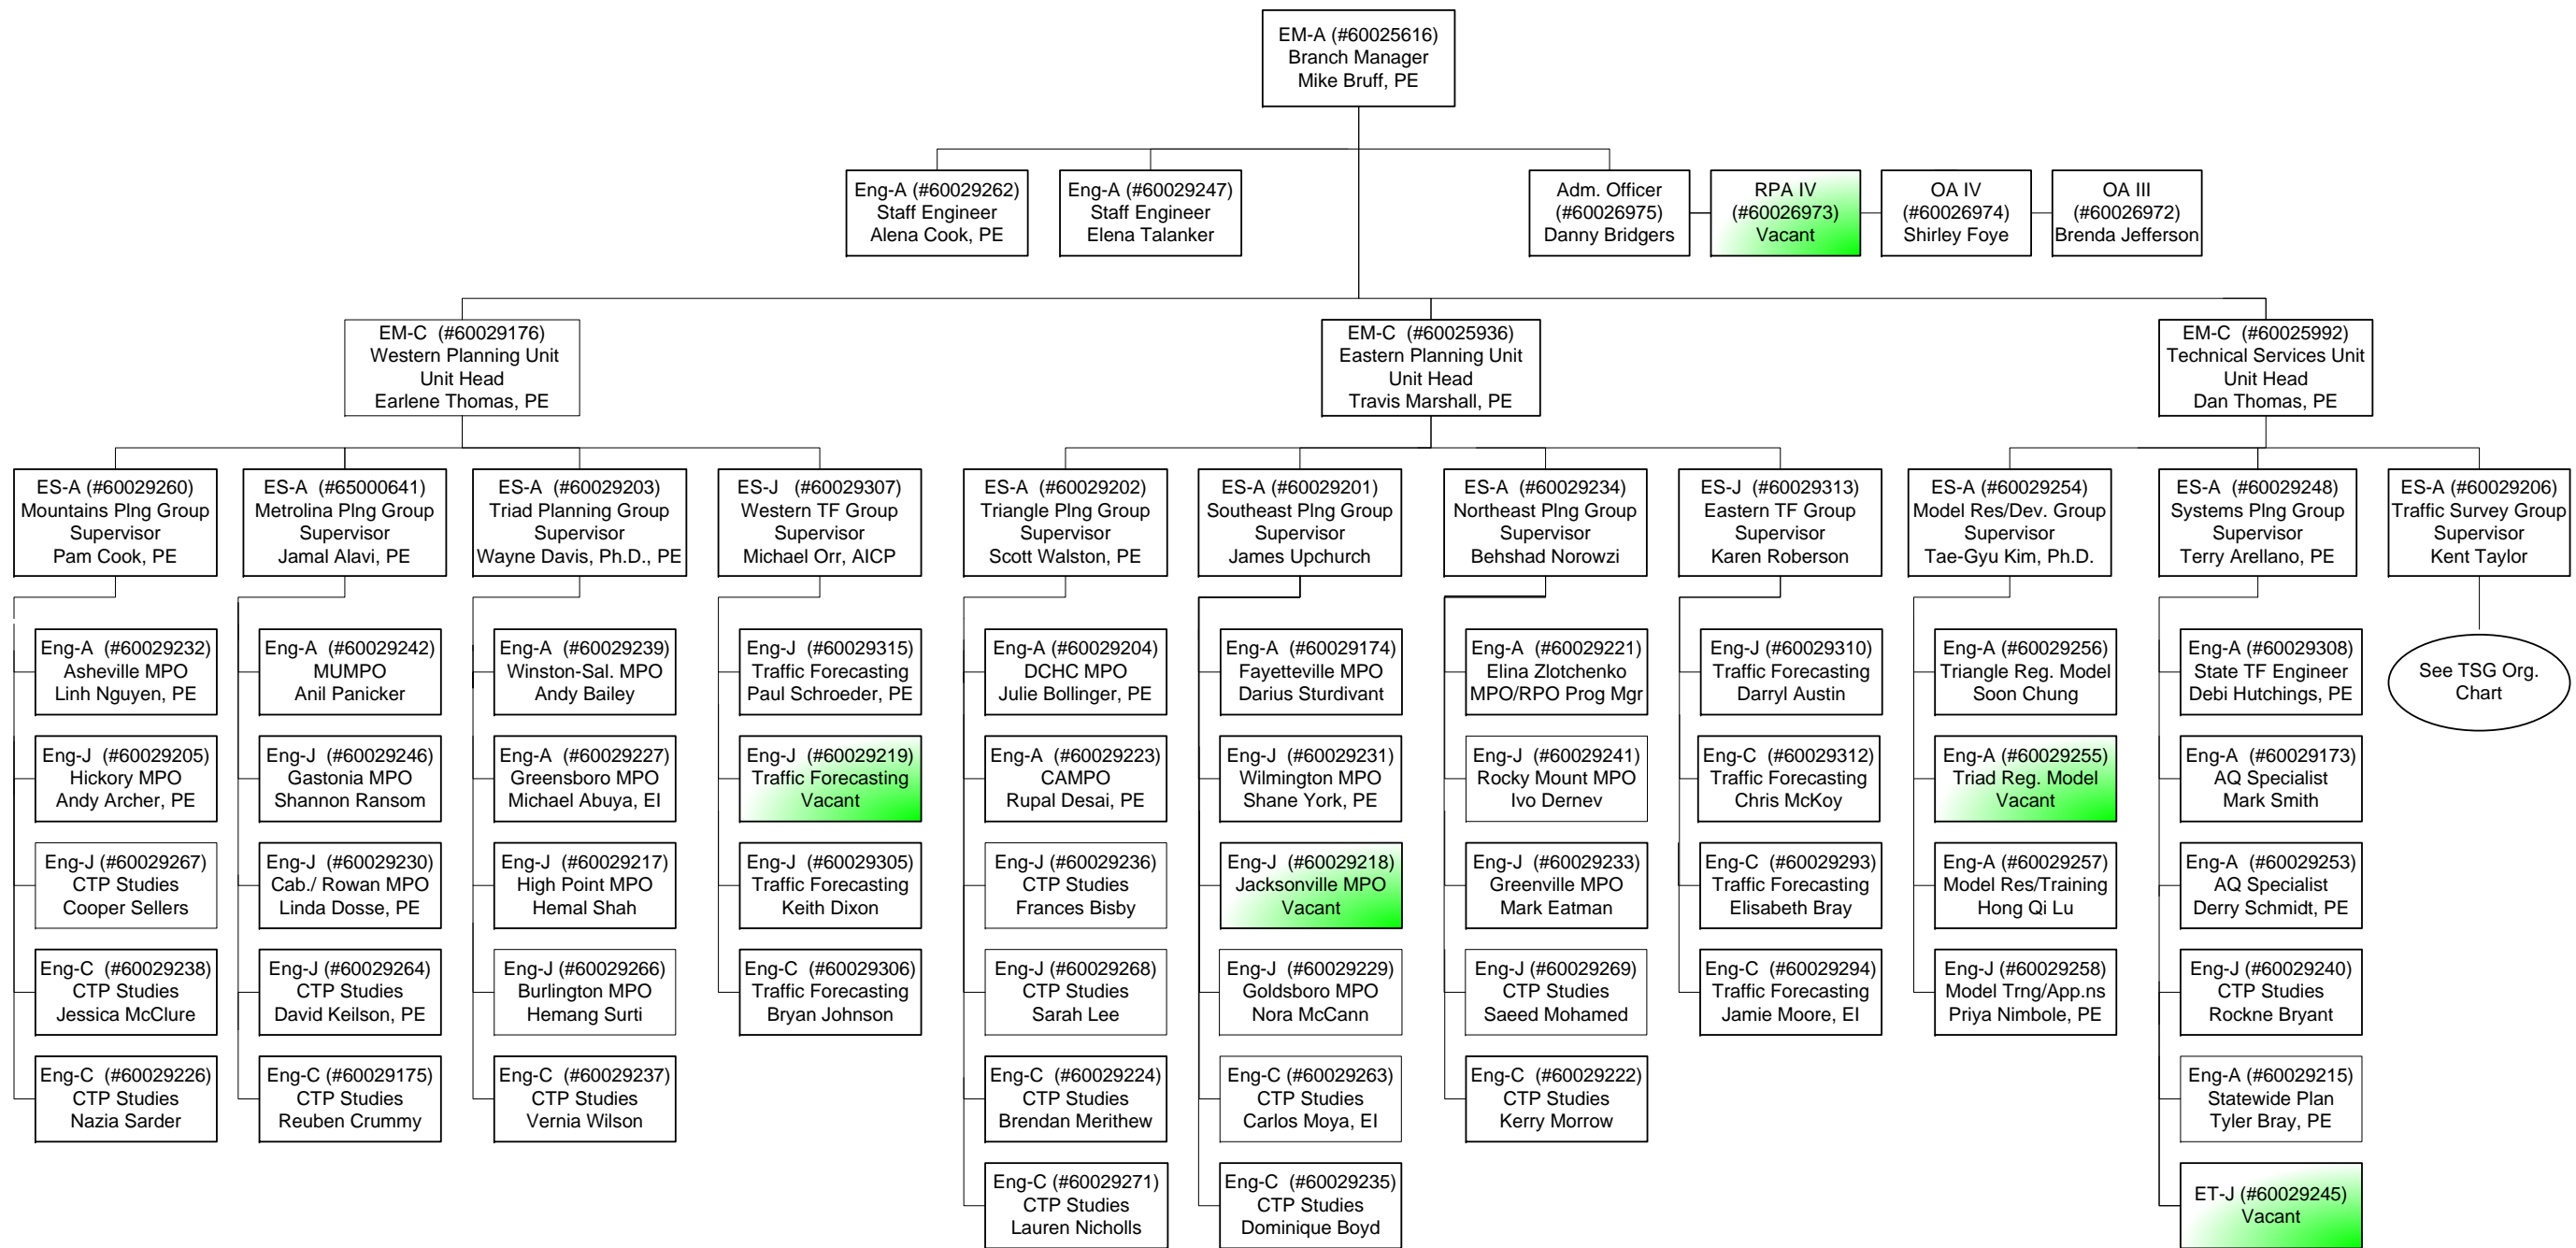 EM-A (#60025616)
Branch Manager
Mike Bruff, PE
Eng-A (#60029262)
Staff Engineer
Alena Cook, PE
Eng-A (#60029247)
Staff Engineer
Elena Talanker
Adm. Officer
(#60026975)
Danny Bridgers
RPA IV
(#60026973)
Vacant
OA IV
(#60026974)
Shirley Foye
OA III
(#60026972)
Brenda Jefferson
EM-C (#60029176)
Western Planning Unit
Unit Head
Earlene Thomas, PE
EM-C (#60025936)
Eastern Planning Unit
Unit Head
Travis Marshall, PE
EM-C (#60025992)
Technical Services Unit
Unit Head
Dan Thomas, PE
ES-A (#60029260)
Mountains Plng Group
Supervisor
Pam Cook, PE
ES-A (#65000641)
Metrolina Plng Group
Supervisor
Jamal Alavi, PE
ES-A (#60029203)
Triad Planning Group
Supervisor
Wayne Davis, Ph.D., PE
ES-J (#60029307)
Western TF Group
Supervisor
Michael Orr, AICP
ES-A (#60029202)
Triangle Plng Group
Supervisor
Scott Walston, PE
ES-A (#60029201)
Southeast Plng Group
Supervisor
James Upchurch
ES-A (#60029234)
Northeast Plng Group
Supervisor
Behshad Norowzi
ES-J (#60029313)
Eastern TF Group
Supervisor
Karen Roberson
ES-A (#60029254)
Model Res/Dev. Group
Supervisor
Tae-Gyu Kim, Ph.D.
ES-A (#60029248)
Systems Plng Group
Supervisor
Terry Arellano, PE
ES-A (#60029206)
Traffic Survey Group
Supervisor
Kent Taylor
Eng-A (#60029232)
Asheville MPO
Linh Nguyen, PE
Eng-A (#60029242)
MUMPO
Anil Panicker
Eng-A (#60029239)
Winston-Sal. MPO
Andy Bailey
Eng-J (#60029315)
Traffic Forecasting
Paul Schroeder, PE
Eng-A (#60029204)
DCHC MPO
Julie Bollinger, PE
Eng-A (#60029174)
Fayetteville MPO
Darius Sturdivant
Eng-A (#60029221)
Elina Zlotchenko
MPO/RPO Prog Mgr
Eng-J (#60029310)
Traffic Forecasting
Darryl Austin
Eng-A (#60029256)
Triangle Reg. Model
Soon Chung
Eng-A (#60029308)
State TF Engineer
Debi Hutchings, PE
See TSG Org.
Chart
Eng-J (#60029205)
Hickory MPO
Andy Archer, PE
Eng-J (#60029246)
Gastonia MPO
Shannon Ransom
Eng-A (#60029227)
Greensboro MPO
Michael Abuya, EI
Eng-J (#60029219)
Traffic Forecasting
Vacant
Eng-A (#60029223)
CAMPO
Rupal Desai, PE
Eng-J (#60029231)
Wilmington MPO
Shane York, PE
Eng-J (#60029241)
Rocky Mount MPO
Ivo Dernev
Eng-C (#60029312)
Traffic Forecasting
Chris McKoy
Eng-A (#60029255)
Triad Reg. Model
Vacant
Eng-A (#60029173)
AQ Specialist
Mark Smith
Eng-J (#60029267)
CTP Studies
Cooper Sellers
Eng-J (#60029230)
Cab./ Rowan MPO
Linda Dosse, PE
Eng-J (#60029217)
High Point MPO
Hemal Shah
Eng-J (#60029305)
Traffic Forecasting
Keith Dixon
Eng-J (#60029236)
CTP Studies
Frances Bisby
Eng-J (#60029218)
Jacksonville MPO
Vacant
Eng-J (#60029233)
Greenville MPO
Mark Eatman
Eng-C (#60029293)
Traffic Forecasting
Elisabeth Bray
Eng-A (#60029257)
Model Res/Training
Hong Qi Lu
Eng-A (#60029253)
AQ Specialist
Derry Schmidt, PE
Eng-C (#60029238)
CTP Studies
Jessica McClure
Eng-J (#60029264)
CTP Studies
David Keilson, PE
Eng-J (#60029266)
Burlington MPO
Hemang Surti
Eng-C (#60029306)
Traffic Forecasting
Bryan Johnson
Eng-J (#60029268)
CTP Studies
Sarah Lee
Eng-J (#60029229)
Goldsboro MPO
Nora McCann
Eng-J (#60029269)
CTP Studies
Saeed Mohamed
Eng-C (#60029294)
Traffic Forecasting
Jamie Moore, EI
Eng-J (#60029258)
Model Trng/App.ns
Priya Nimbole, PE
Eng-J (#60029240)
CTP Studies
Rockne Bryant
Eng-C (#60029226)
CTP Studies
Nazia Sarder
Eng-C (#60029175)
CTP Studies
Reuben Crummy
Eng-C (#60029237)
CTP Studies
Vernia Wilson
Eng-C (#60029224)
CTP Studies
Brendan Merithew
Eng-C (#60029263)
CTP Studies
Carlos Moya, EI
Eng-C (#60029222)
CTP Studies
Kerry Morrow
Eng-A (#60029215)
Statewide Plan
Tyler Bray, PE
Eng-C (#60029271)
CTP Studies
Lauren Nicholls
Eng-C (#60029235)
CTP Studies
Dominique Boyd
ET-J (#60029245)
Vacant